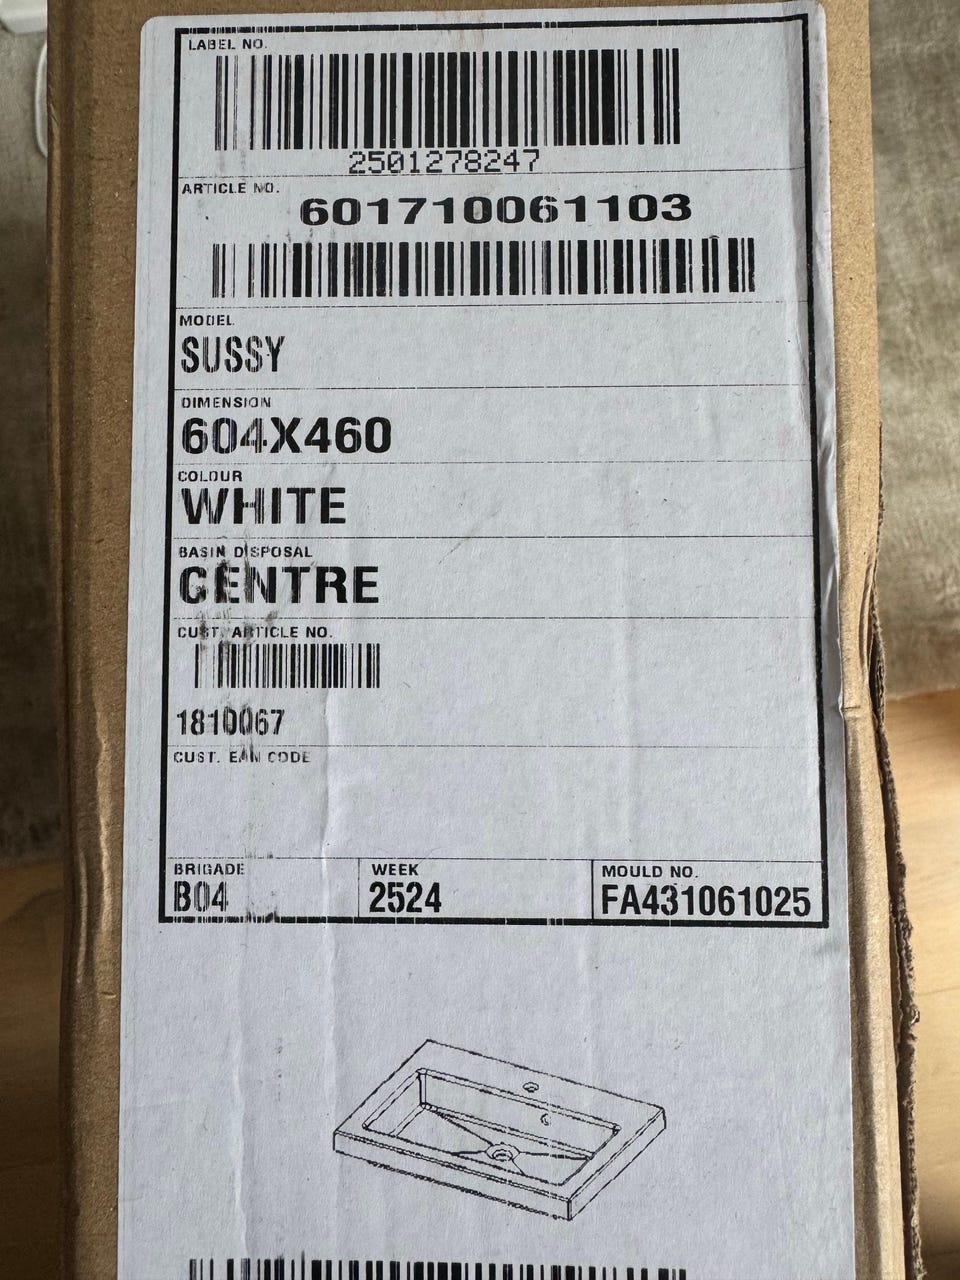 LABEL NO.
2501278247
ARTICLE NO.
601710061103
MODEL
SUSSY
DIMENSION
604X460
COLOUR
WHITE
BASIN DISPOSAL
CENTRE
CUST. ARTICLE NO.
1810067
CUST. EAN CODE
BRIGADE
B04
WEEK
2524
MOULD NO.
FA431061025